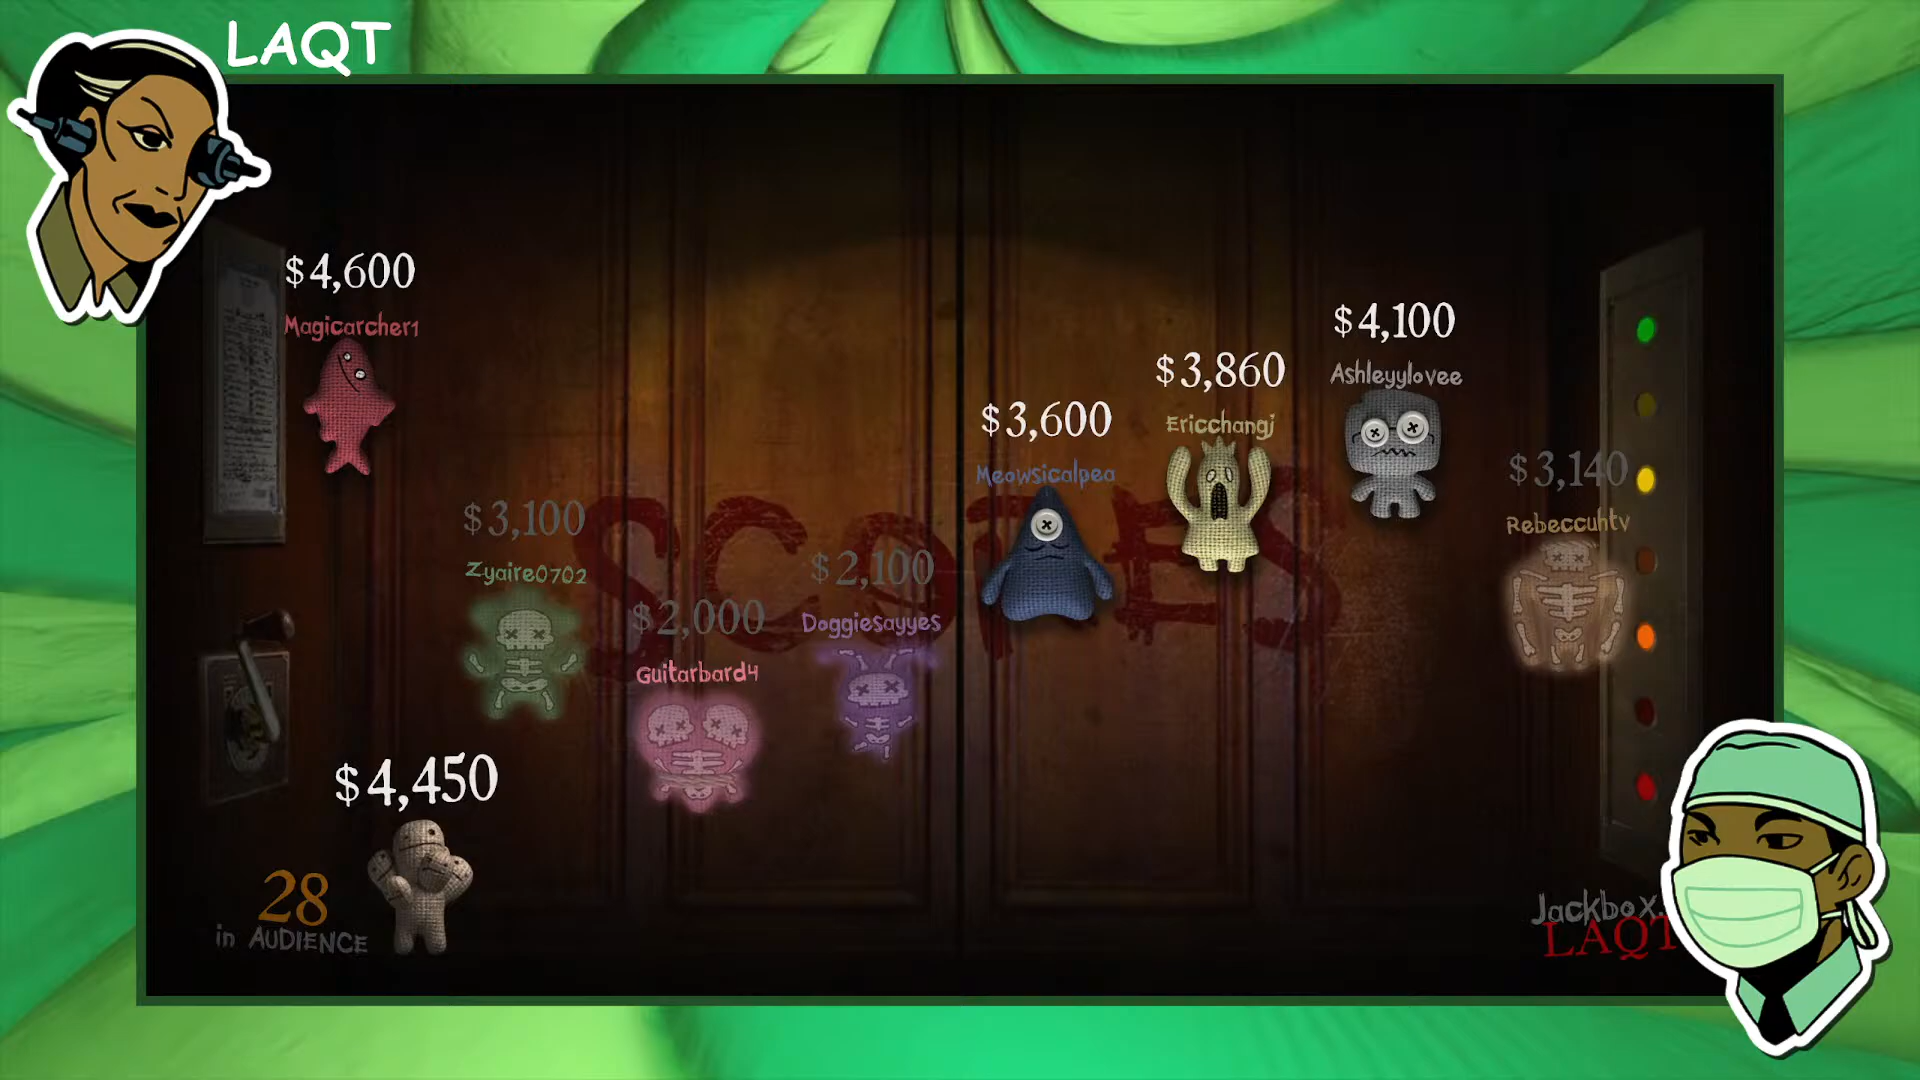 LAQT
$4,600
Magicarcher1
$4,100
Ashleyylovee
$3,860
Ericchangj
$3,600
Meowsicalpea
$3,140
Rebeccuhtv
$3,100
Zyaire0702
SCORES
$2,100
Doggiesayyes
$2,000
Guitarbard4
$4,450
28
in AUDIENCE
Jackbox.
LAQT